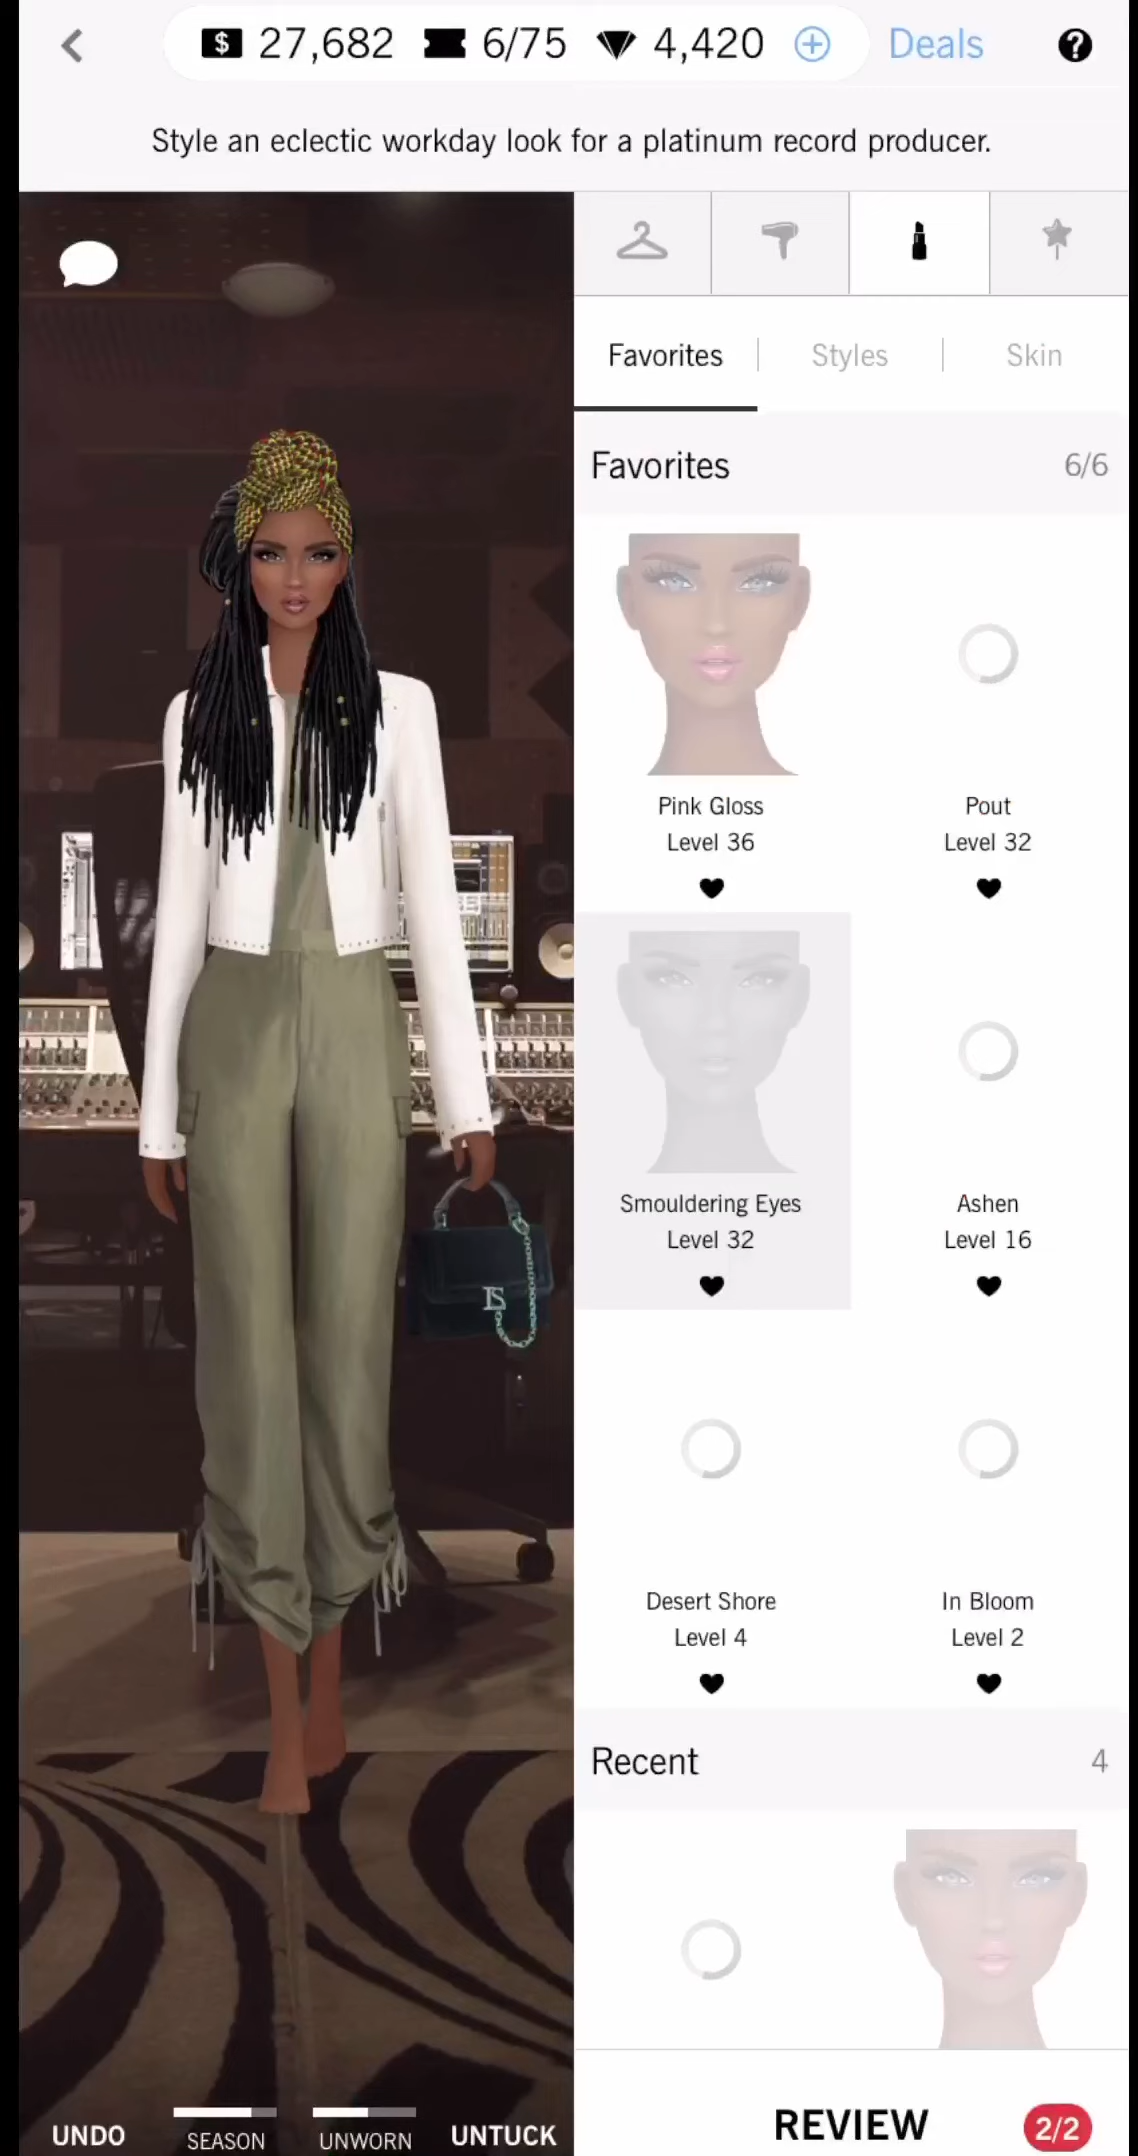 $ 27,682 6/75 4,420 Deals ?
Style an eclectic workday look for a platinum record producer.
Favorites Styles Skin
Favorites 6/6
Pink Gloss
Level 36
Pout
Level 32
Smouldering Eyes
Level 32
Ashen
Level 16
Desert Shore
Level 4
In Bloom
Level 2
Recent 4
UNDO SEASON UNWORN UNTUCK
REVIEW 2/2